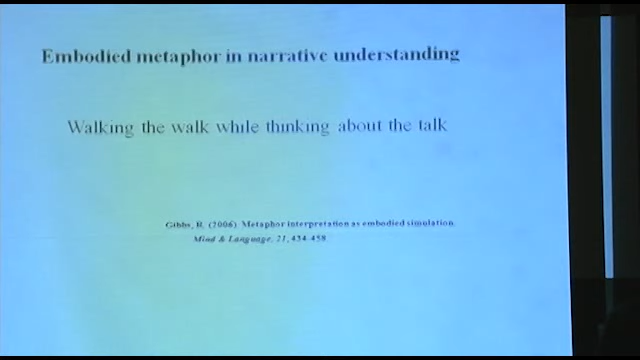 Embodied metaphor in narrative understanding
Walking the walk while thinking about the talk
Gibbs, R. (2006). Metaphor interpretation as embodied simulation.
Mind & Language, 21, 434-458.